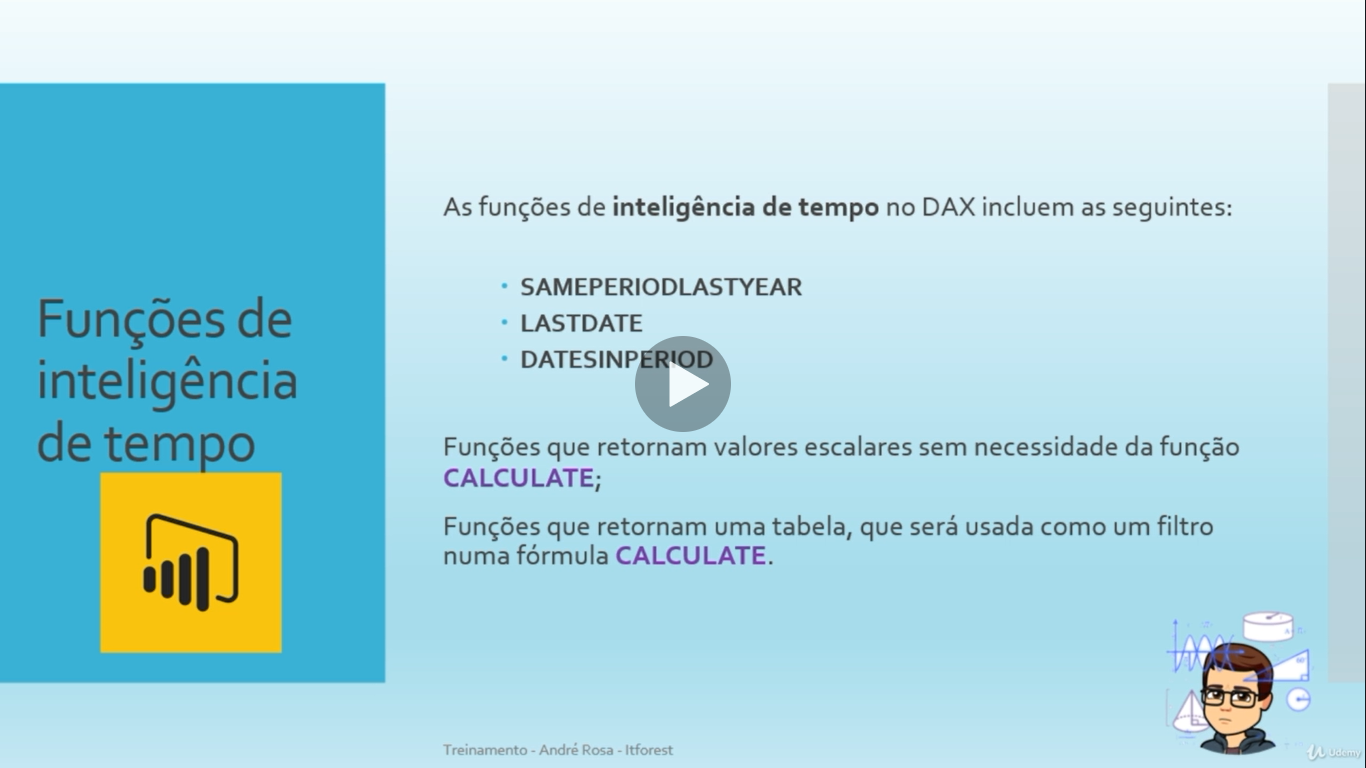 Funções de
inteligência
de tempo
As funções de inteligência de tempo no DAX incluem as seguintes:
• SAMEPERIODLASTYEAR
• LASTDATE
• DATESINPERIOD
Funções que retornam valores escalares sem necessidade da função
CALCULATE;
Funções que retornam uma tabela, que será usada como um filtro
numa fórmula CALCULATE.
Treinamento - André Rosa - Itforest
Udemy